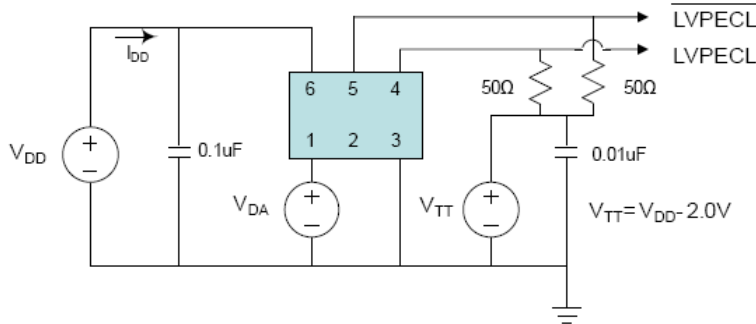 L̅V̅P̅E̅C̅L̅
I_DD
LVPECL
6 5 4
50Ω 50Ω
1 2 3
V_DD
0.1uF
0.01uF
V_DA
V_TT
V_TT=V_DD-2.0V